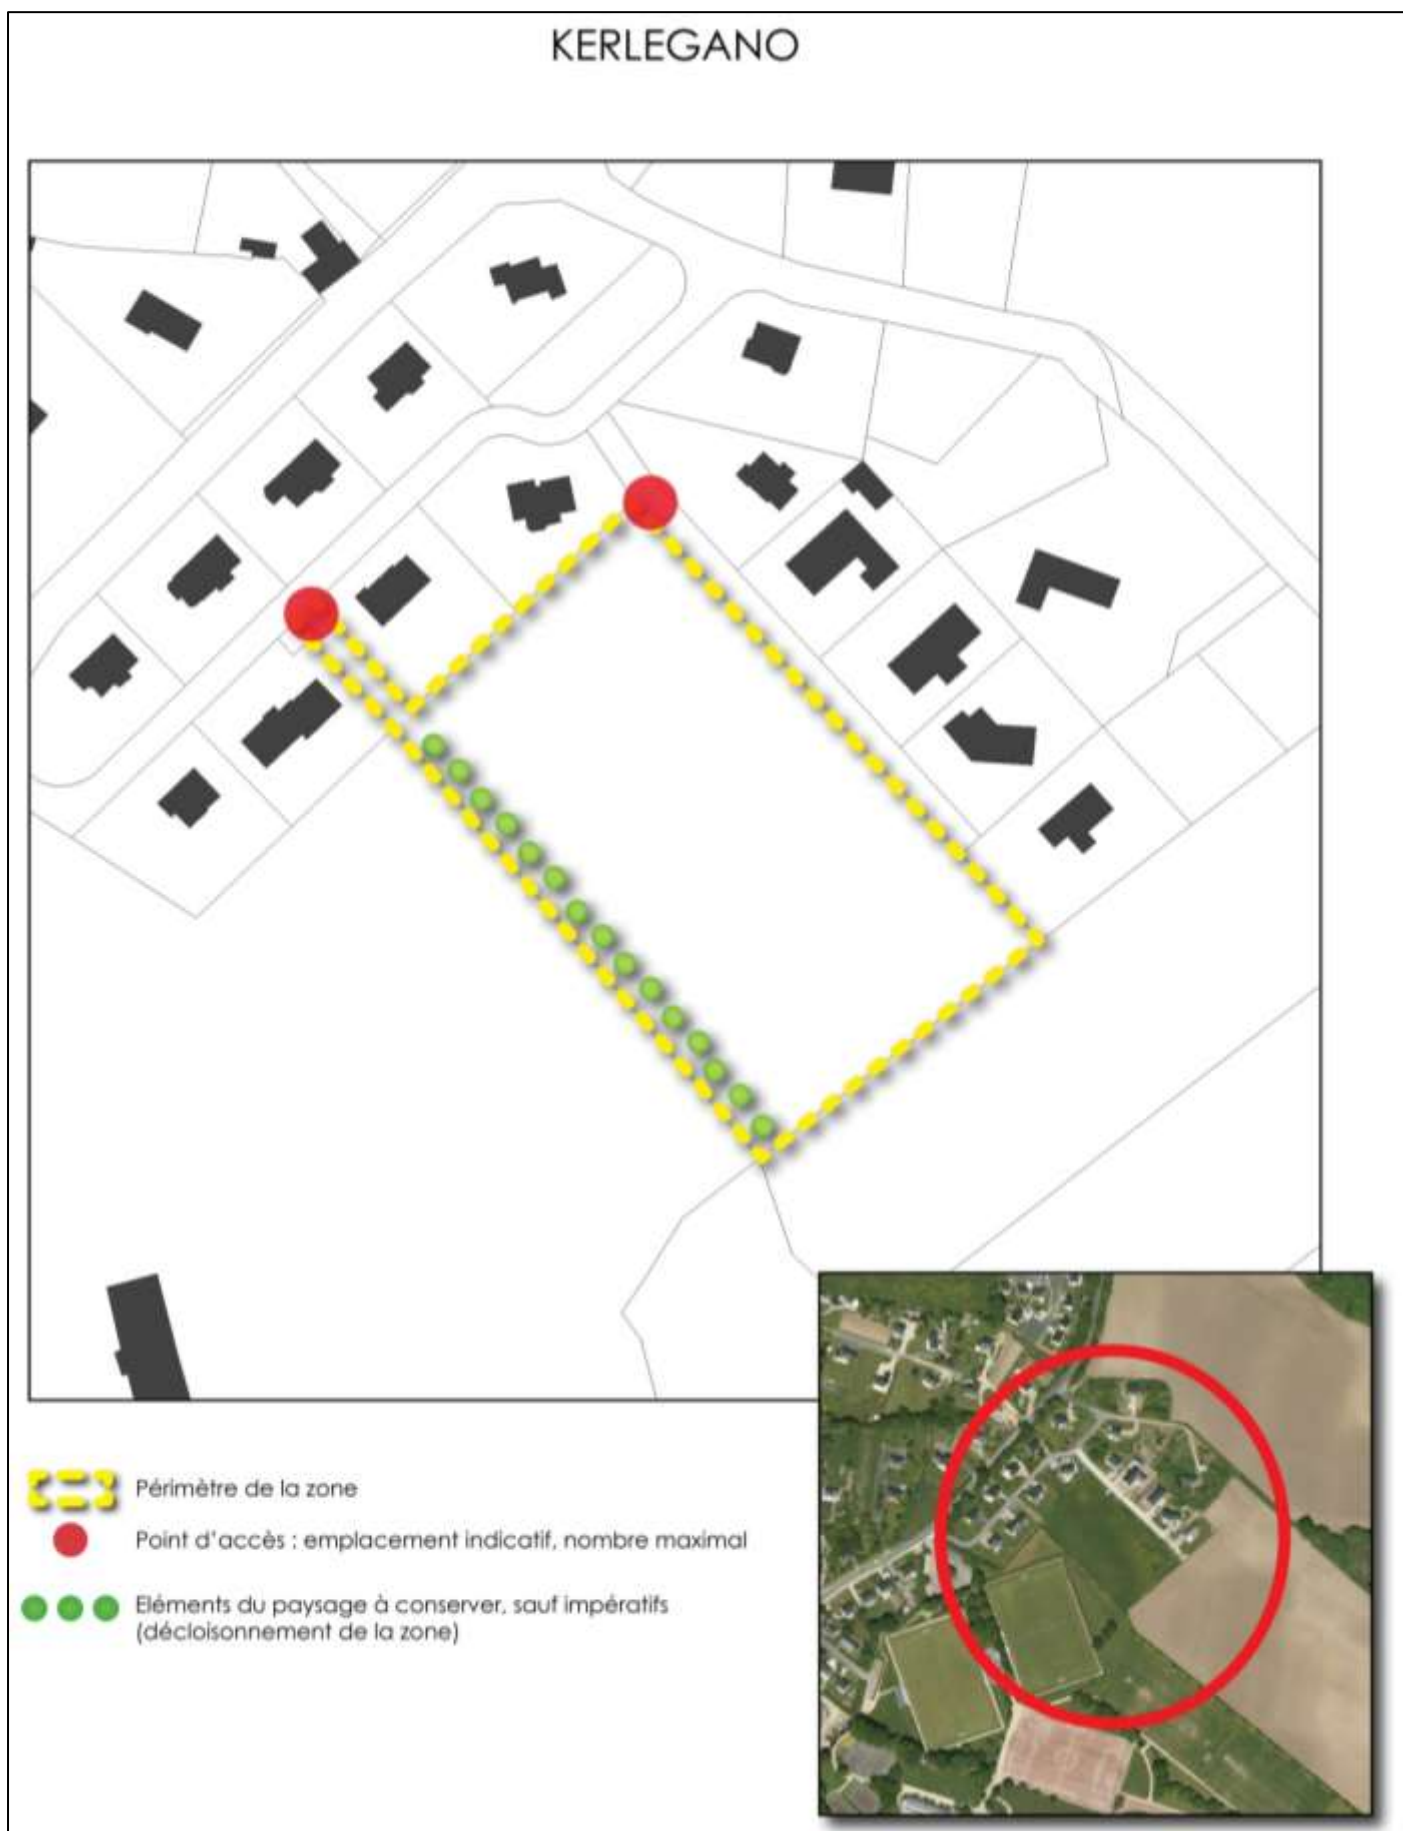 KERLEGANO
Périmètre de la zone
Point d'accès : emplacement indicatif, nombre maximal
Eléments du paysage à conserver, sauf impératifs
(décloisonnement de la zone)